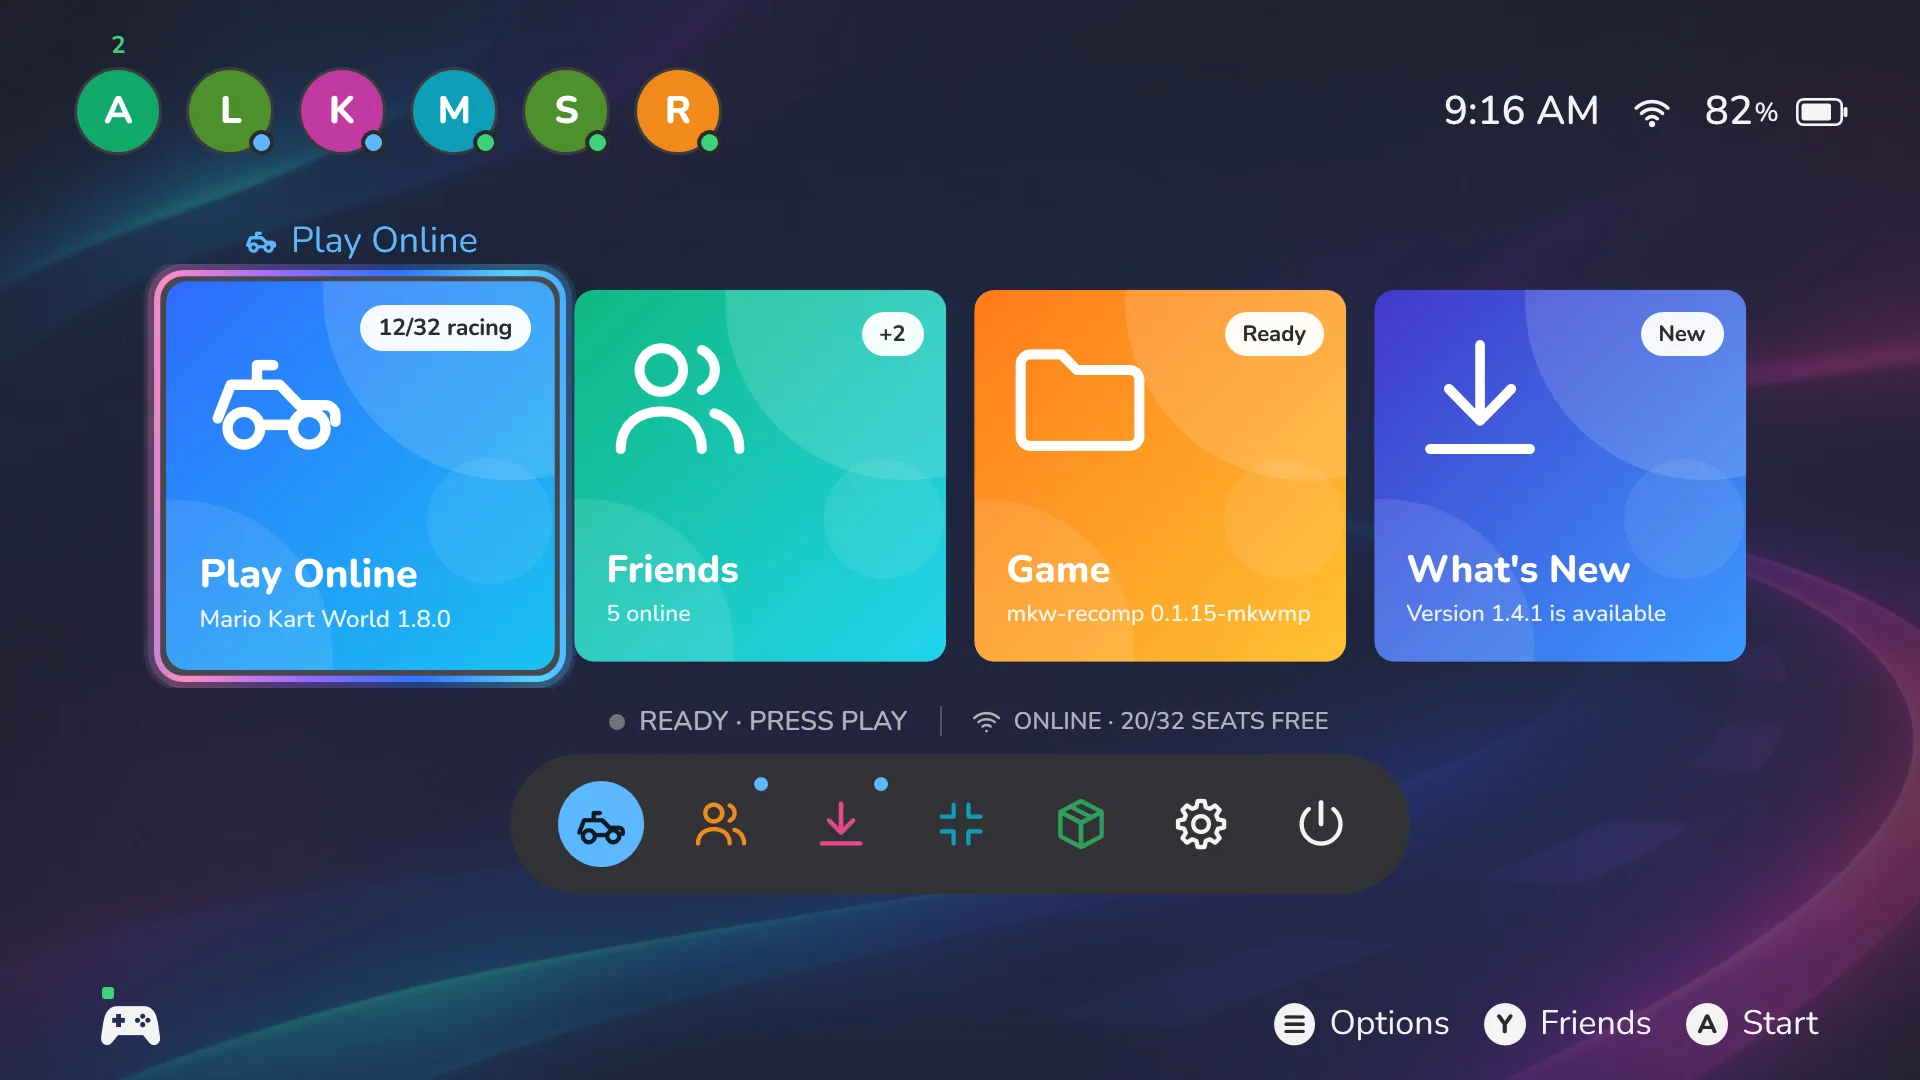 2
A L K M S R
9:16 AM 82%
Play Online
12/32 racing
+2
Ready
New
Play Online
Mario Kart World 1.8.0
Friends
5 online
Game
mkw-recomp 0.1.15-mkwmp
What's New
Version 1.4.1 is available
READY · PRESS PLAY
ONLINE · 20/32 SEATS FREE
Options
Y Friends
A Start